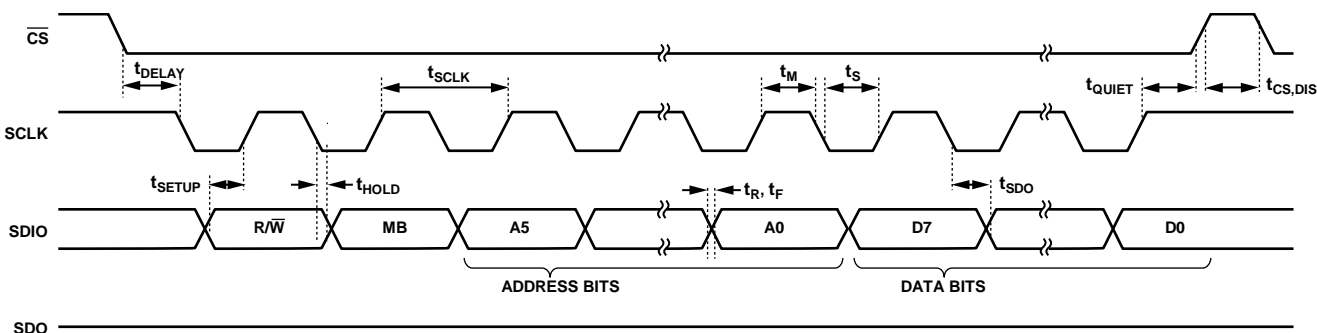 CS
tDELAY
tSCLK
tM
tS
tQUIET
tCS,DIS
SCLK
tSETUP
tHOLD
tR, tF
tSDO
SDIO
R/W
MB
A5
A0
D7
D0
ADDRESS BITS
DATA BITS
SDO